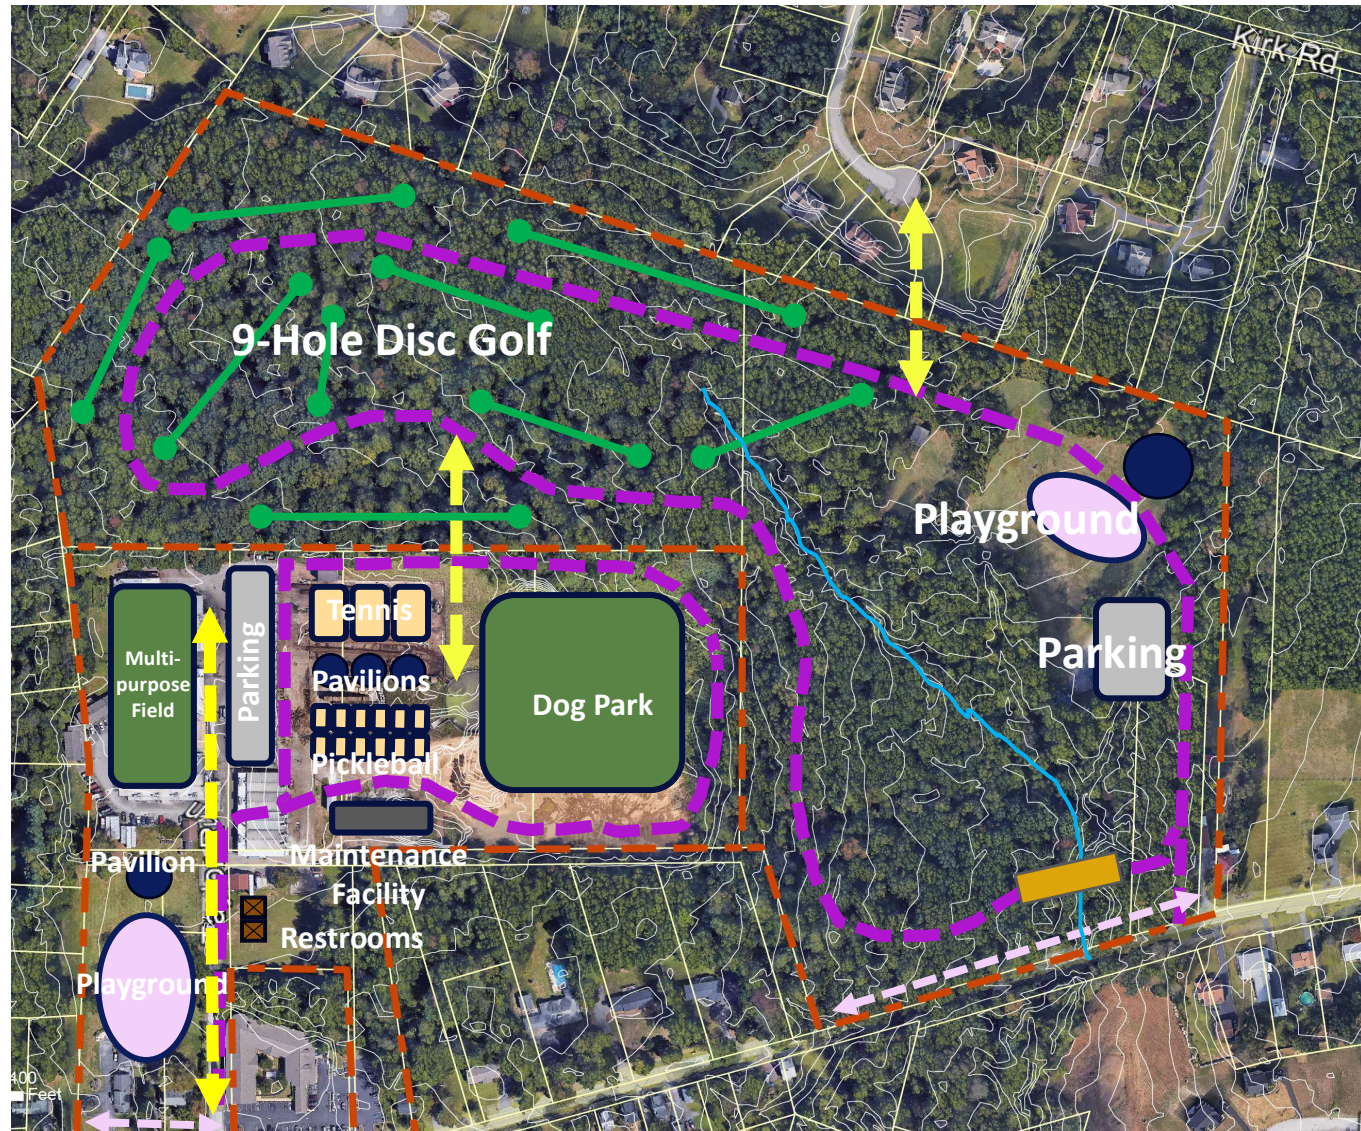 Kirk Rd
9-Hole Disc Golf
Playground
Tennis
Multi-
purpose
Field
Parking
Parking
Pavilions
Dog Park
Pickleball
Pavilion
Maintenance
Facility
Restrooms
Playground
400
Feet